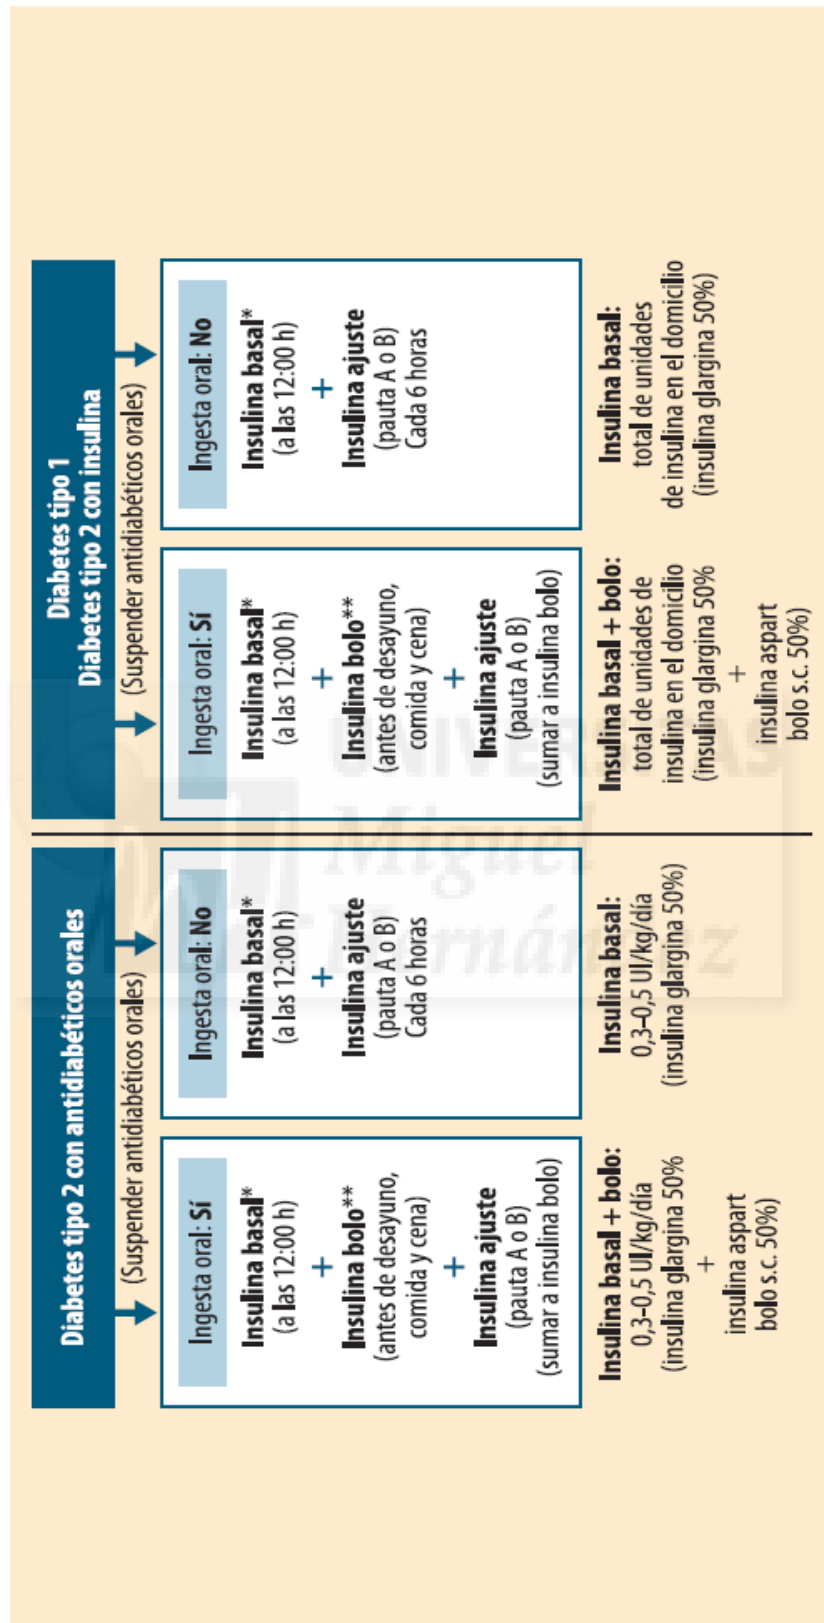 Diabetes tipo 2 con antidiabéticos orales
(Suspender antidiabéticos orales)
Ingesta oral: Sí
Insulina basal*
(a las 12:00 h)
+
Insulina bolo**
(antes de desayuno,
comida y cena)
+
Insulina ajuste
(pauta A o B)
(sumar a insulina bolo)
Insulina basal + bolo:
0,3-0,5 UI/kg/día
(insulina glargina 50%
+
insulina aspart
bolo s.c. 50%)
Ingesta oral: No
Insulina basal*
(a las 12:00 h)
+
Insulina ajuste
(pauta A o B)
Cada 6 horas
Insulina basal:
0,3-0,5 UI/kg/día
(insulina glargina 50%)
Diabetes tipo 1
Diabetes tipo 2 con insulina
(Suspender antidiabéticos orales)
Ingesta oral: Sí
Insulina basal*
(a las 12:00 h)
+
Insulina bolo**
(antes de desayuno,
comida y cena)
+
Insulina ajuste
(pauta A o B)
(sumar a insulina bolo)
Insulina basal + bolo:
total de unidades de
insulina en el domicilio
(insulina glargina 50%
+
insulina aspart
bolo s.c. 50%)
Ingesta oral: No
Insulina basal*
(a las 12:00 h)
+
Insulina ajuste
(pauta A o B)
Cada 6 horas
Insulina basal:
total de unidades
de insulina en el domicilio
(insulina glargina 50%)
UNIVERSITAS
Miguel
Hernández